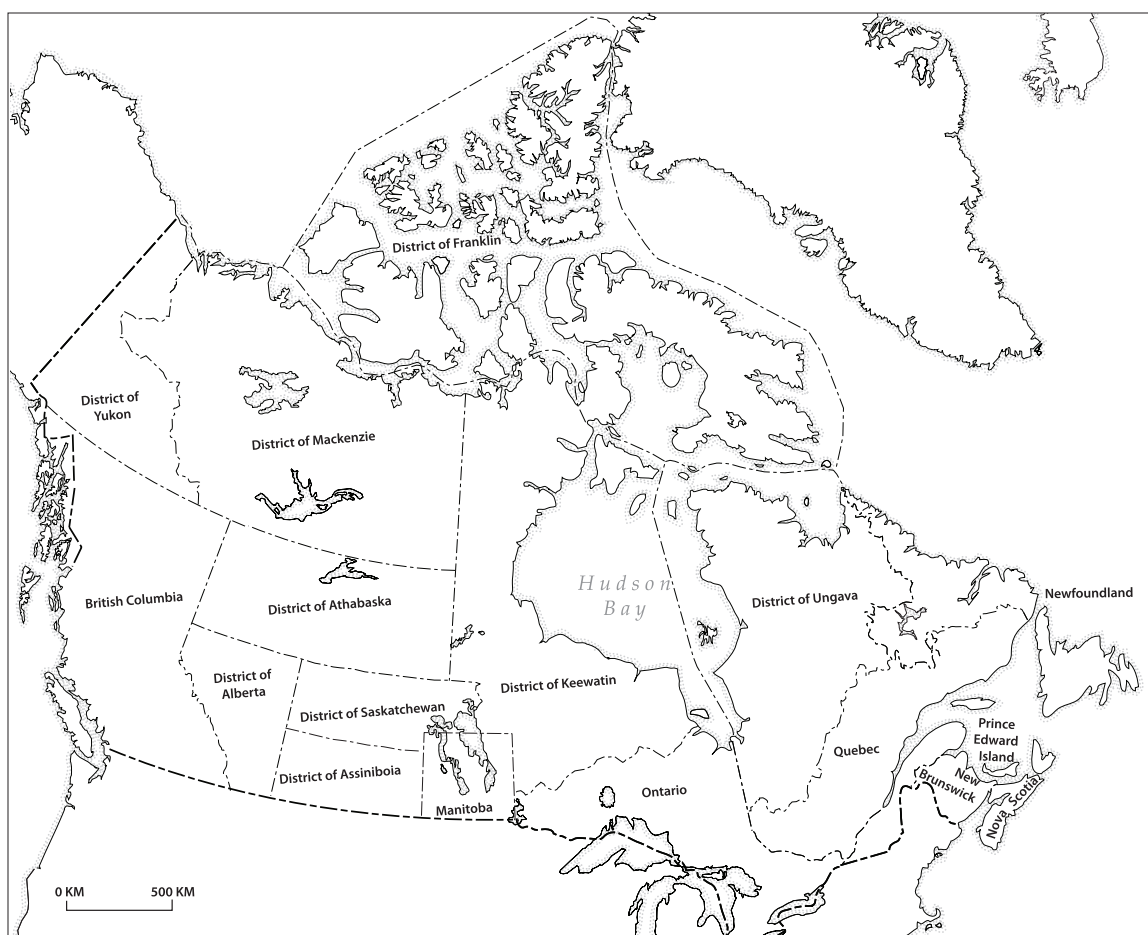 District of Franklin
District of
Yukon
District of Mackenzie
Hudson
Bay
British Columbia
District of Athabaska
District of Ungava
Newfoundland
District of
Alberta
District of Keewatin
District of Saskatchewan
Prince
Edward
Island
Quebec
District of Assiniboia
New
Brunswick
Nova Scotia
Ontario
Manitoba
0 KM 500 KM